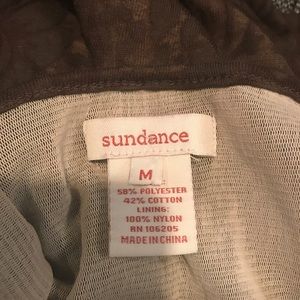 sundance
M
58% POLYESTER
42% COTTON
LINING:
100% NYLON
RN 106205
MADE IN CHINA